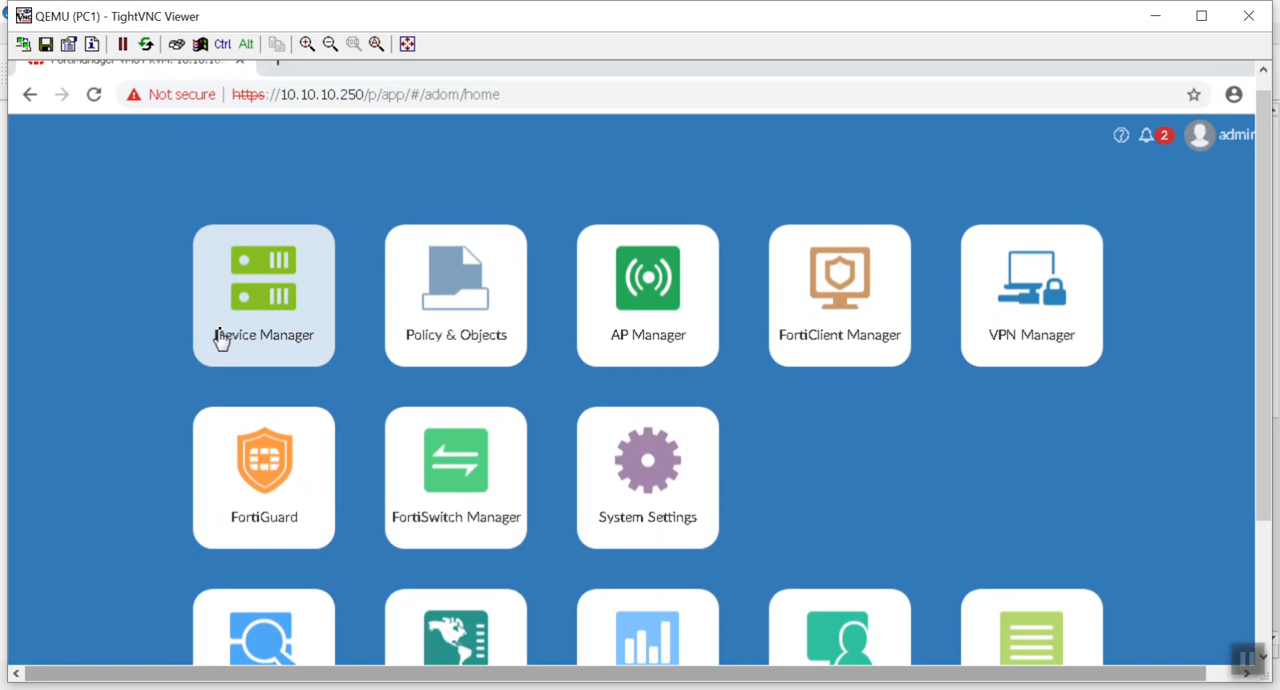 QEMU (PC1) - TightVNC Viewer
Ctrl Alt
Not secure | https://10.10.10.250/p/app/#/adom/home
2 admin
Device Manager
Policy & Objects
AP Manager
FortiClient Manager
VPN Manager
FortiGuard
FortiSwitch Manager
System Settings